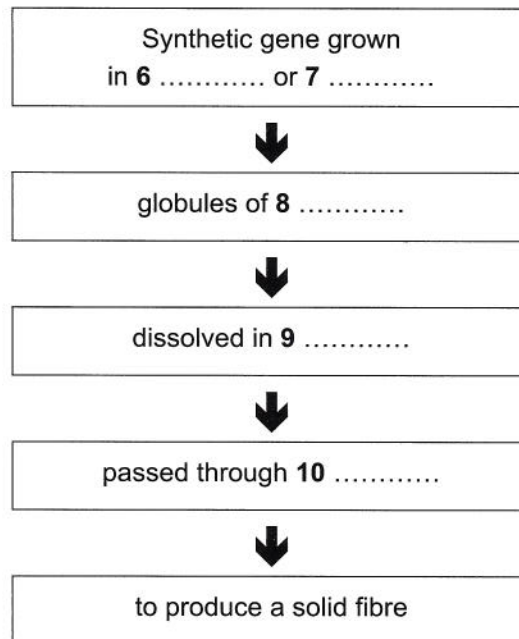 Synthetic gene grown
in 6 ............ or 7 ............
globules of 8 ............
dissolved in 9 ............
passed through 10 ............
to produce a solid fibre